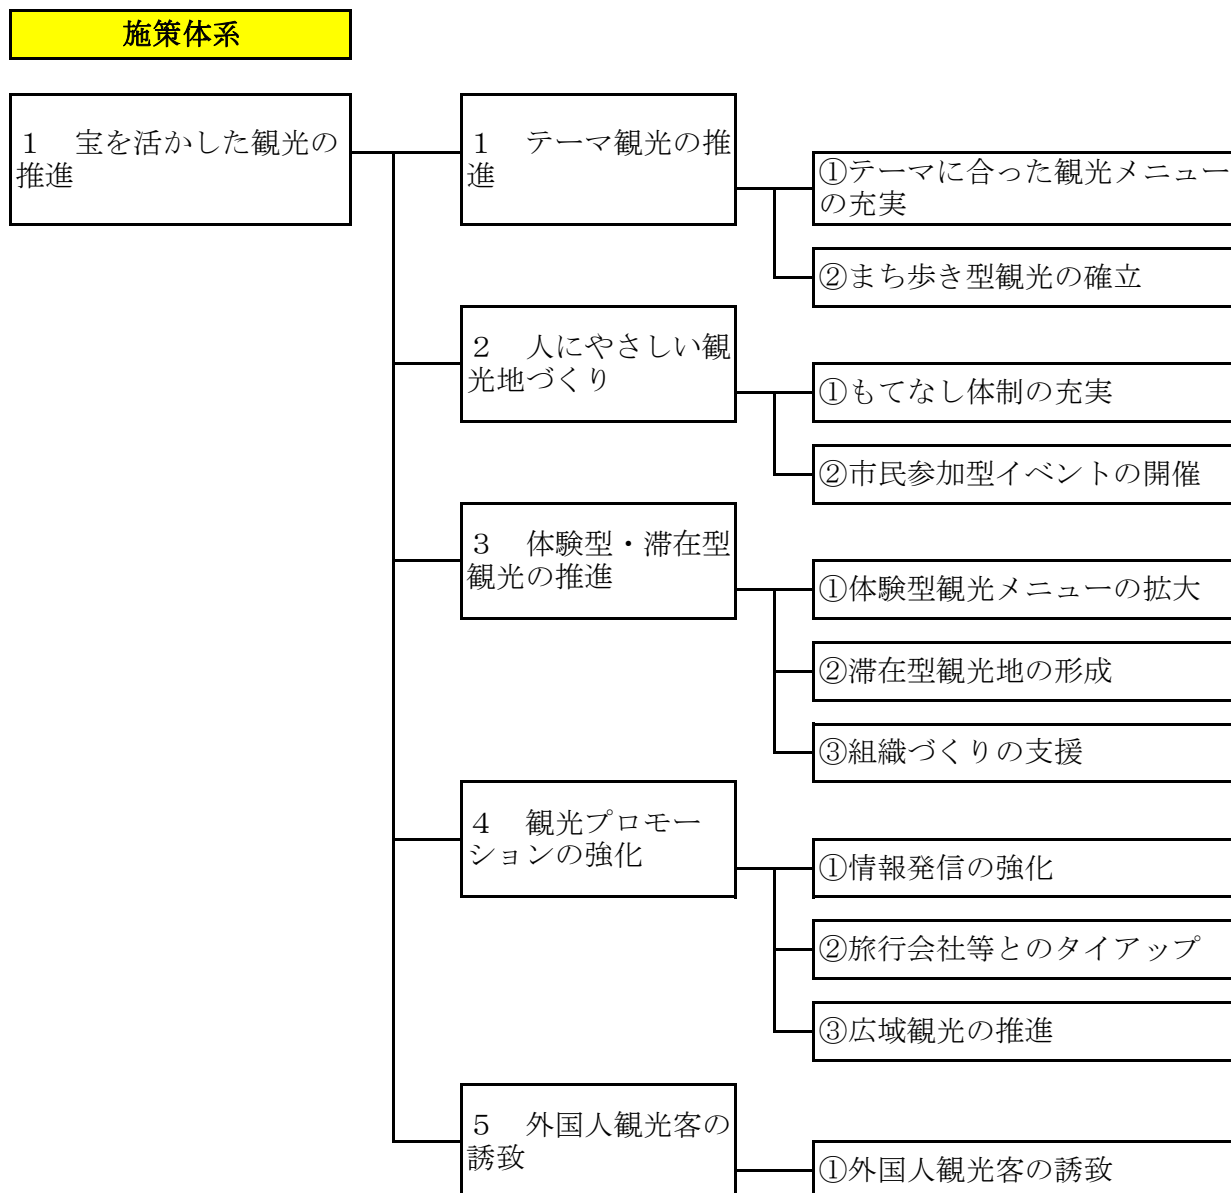 施策体系
１　宝を活かした観光の
推進
１　テーマ観光の推
進
①テーマに合った観光メニュー
の充実
②まち歩き型観光の確立
２　人にやさしい観
光地づくり
①もてなし体制の充実
②市民参加型イベントの開催
３　体験型・滞在型
観光の推進
①体験型観光メニューの拡大
②滞在型観光地の形成
③組織づくりの支援
４　観光プロモー
ションの強化
①情報発信の強化
②旅行会社等とのタイアップ
③広域観光の推進
５　外国人観光客の
誘致
①外国人観光客の誘致